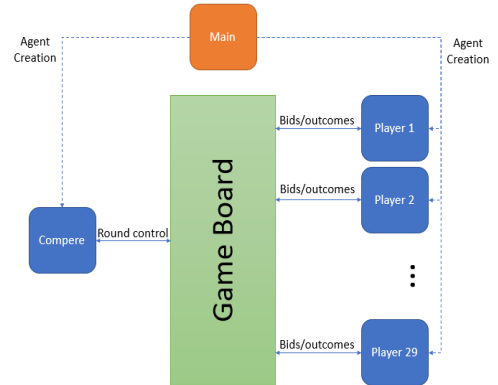 Main
Agent
Creation
Agent
Creation
Bids/outcomes
Player 1
Bids/outcomes
Player 2
Compere
Round control
Game Board
...
Bids/outcomes
Player 29